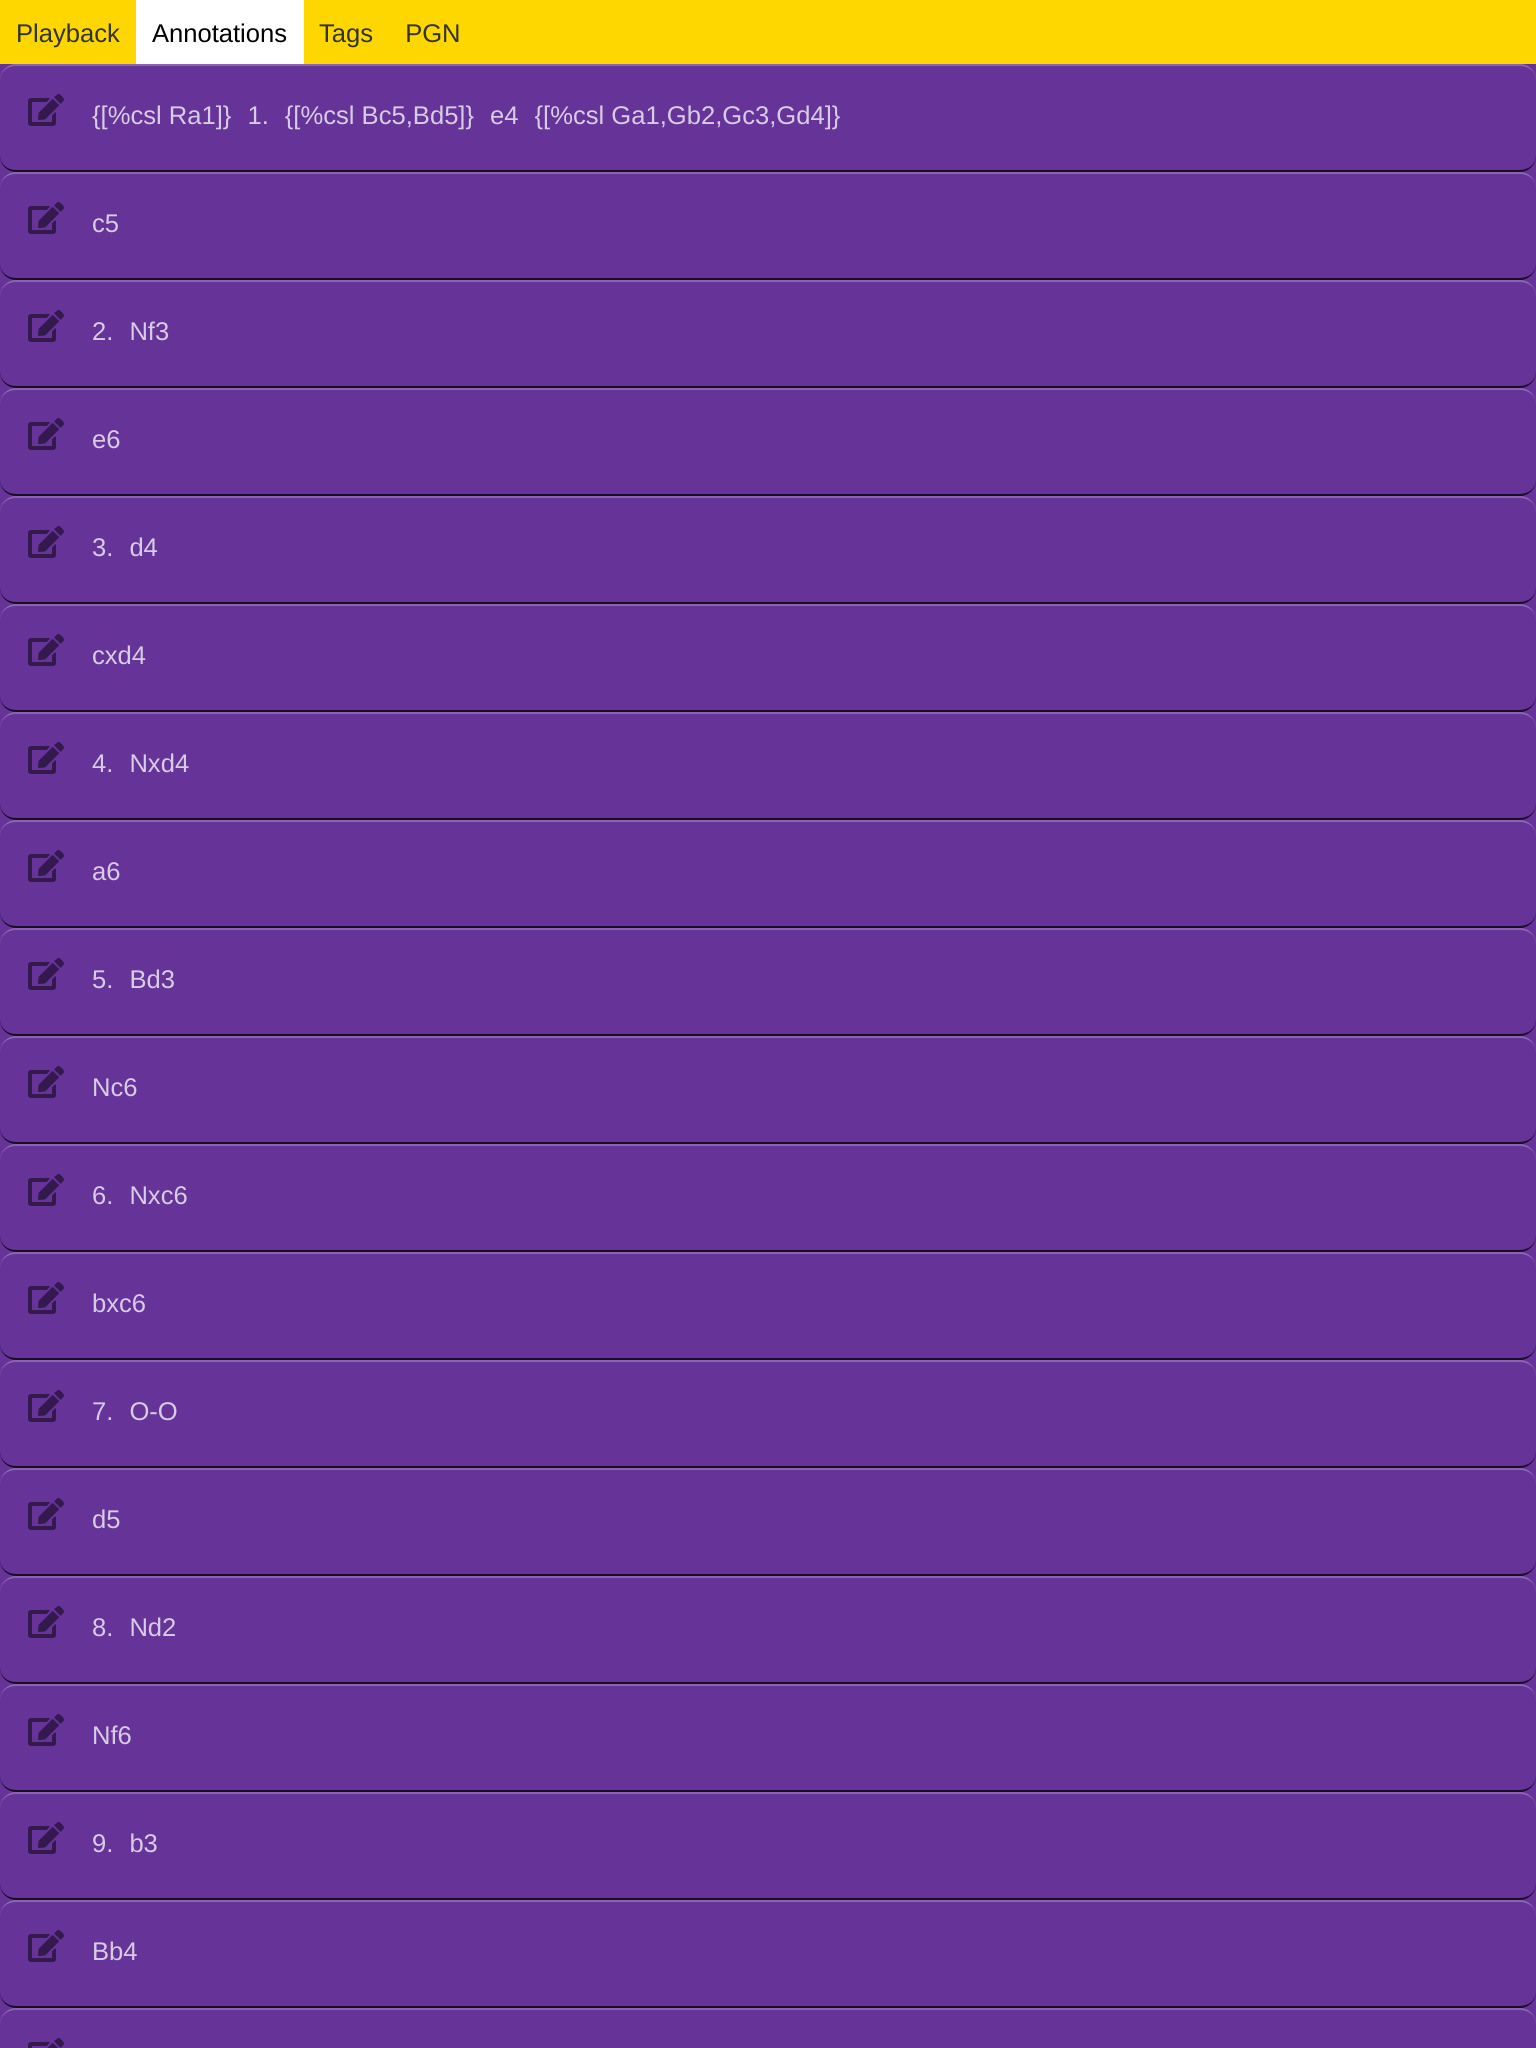 Playback Annotations Tags PGN
{[%csl Ra1]} 1. {[%csl Bc5,Bd5]} e4 {[%csl Ga1,Gb2,Gc3,Gd4]}
c5
2. Nf3
e6
3. d4
cxd4
4. Nxd4
a6
5. Bd3
Nc6
6. Nxc6
bxc6
7. O-O
d5
8. Nd2
Nf6
9. b3
Bb4